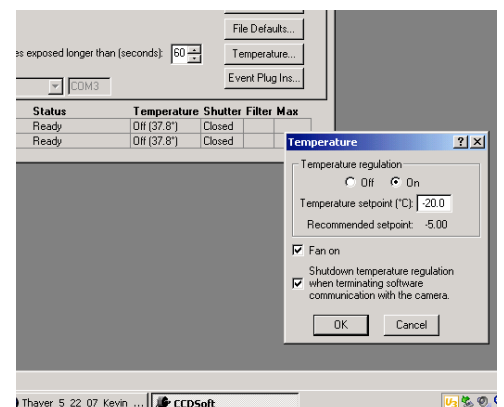 File Defaults...
es exposed longer than (seconds): 60
Temperature...
Event Plug Ins...
COM3
Status Temperature Shutter Filter Max
Ready Off (37.8°) Closed
Ready Off (37.8°) Closed
Temperature
Temperature regulation
Off On
Temperature setpoint (°C): -20.0
Recommended setpoint: -5.00
Fan on
Shutdown temperature regulation
when terminating software
communication with the camera.
OK Cancel
Thaver 5 22 07 Kevin ... CCDSoft